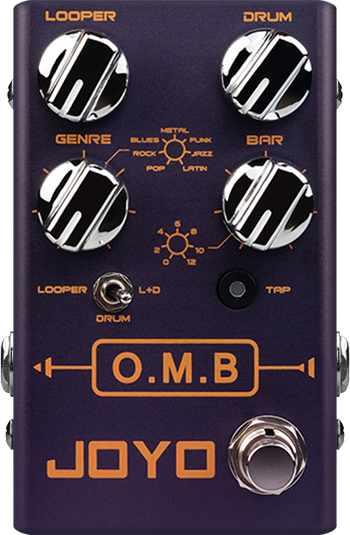 LOOPER DRUM
GENRE BAR
METAL
BLUES FUNK
ROCK JAZZ
POP LATIN
6
4 8
2 10
0 12
LOOPER L+D TAP
DRUM
O.M.B
JOYO